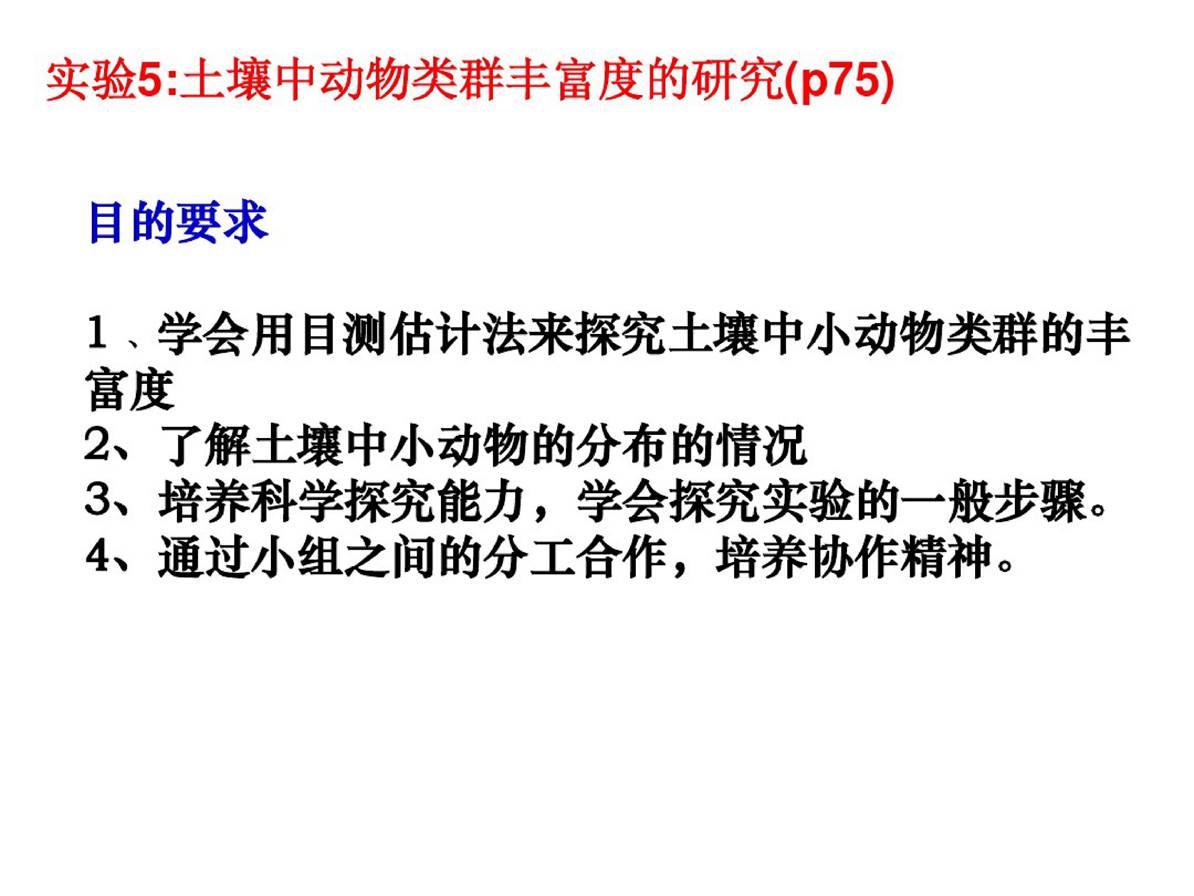 实验5:土壤中动物类群丰富度的研究(p75)
目的要求
1、学会用目测估计法来探究土壤中小动物类群的丰
富度
2、了解土壤中小动物的分布的情况
3、培养科学探究能力，学会探究实验的一般步骤。
4、通过小组之间的分工合作，培养协作精神。